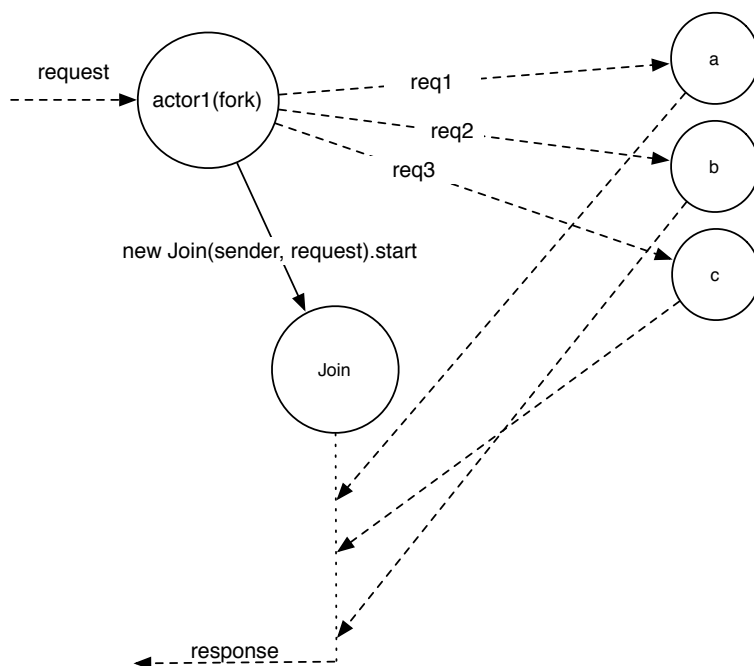 request
actor1(fork)
req1
req2
req3
a
b
c
new Join(sender, request).start
Join
response